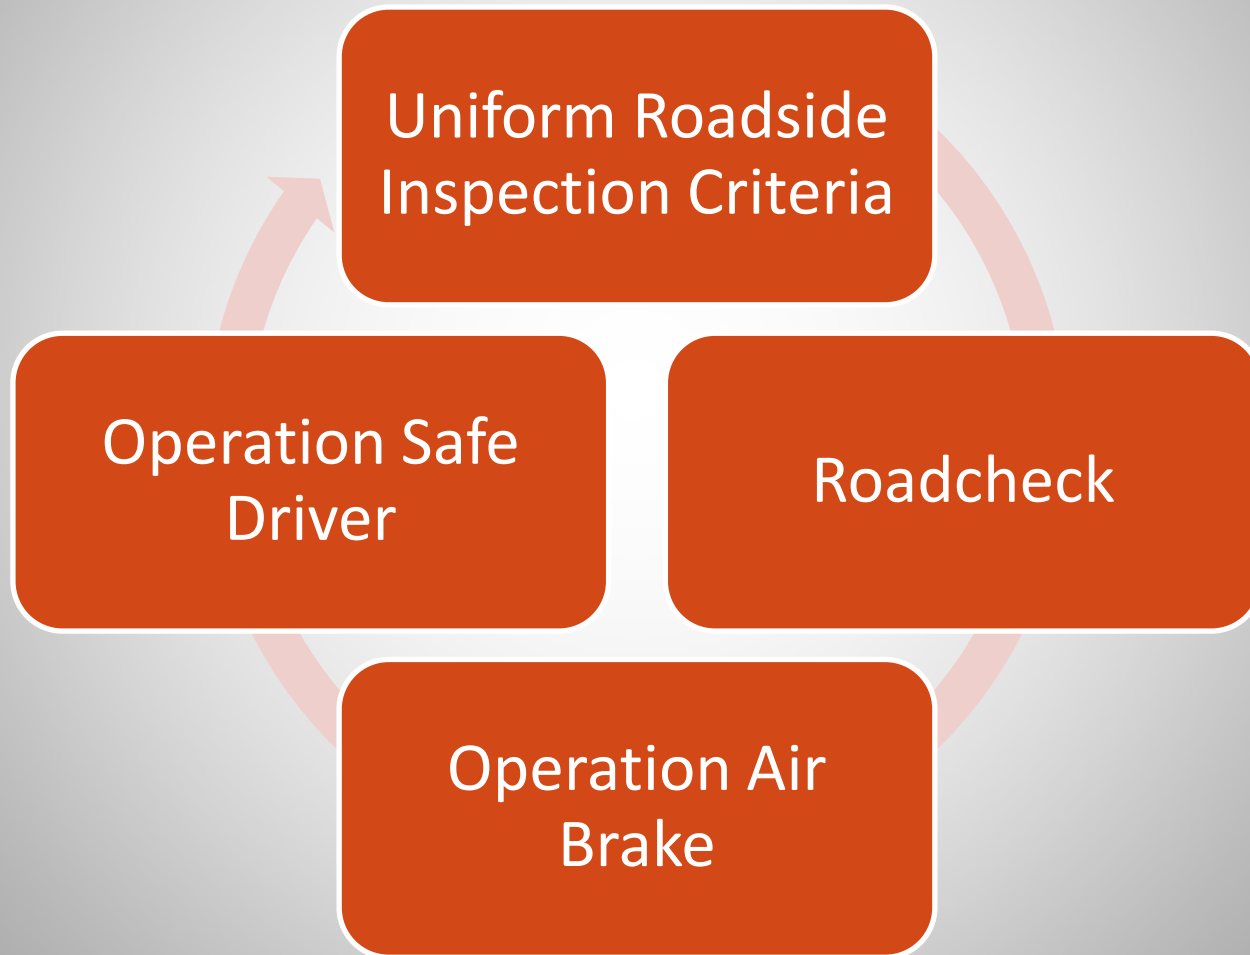 Uniform Roadside
Inspection Criteria
Operation Safe
Driver
Roadcheck
Operation Air
Brake